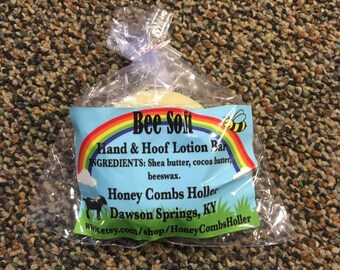 Bee Soft
Hand & Hoof Lotion Bar
INGREDIENTS: Shea butter, cocoa butter,
beeswax.
Honey Combs Holler
Dawson Springs, KY
www.etsy.com/shop/HoneyCombsHoller